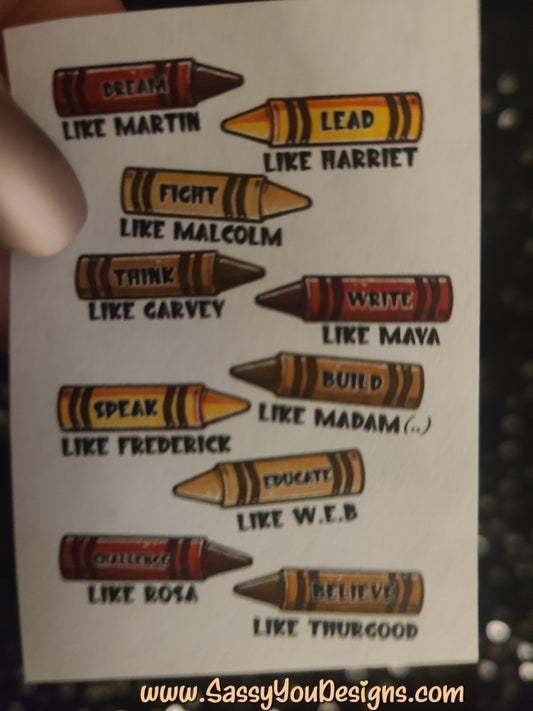 DREAM
LIKE MARTIN
LEAD
LIKE HARRIET
FIGHT
LIKE MALCOLM
THINK
LIKE GARVEY
WRITE
LIKE MAYA
BUILD
LIKE MADAM (..)
SPEAK
LIKE FREDERICK
EDUCATE
LIKE W.E.B
CHALLENGE
LIKE ROSA
BELIEVE
LIKE THURGOOD
www.SassyYouDesigns.com